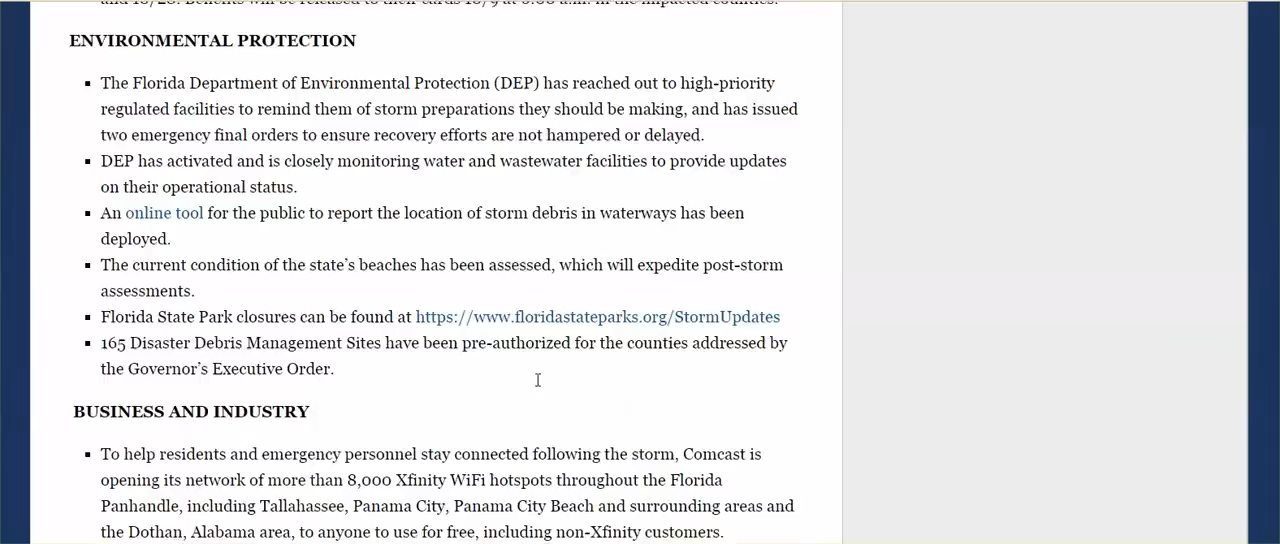 ENVIRONMENTAL PROTECTION
▪ The Florida Department of Environmental Protection (DEP) has reached out to high-priority
regulated facilities to remind them of storm preparations they should be making, and has issued
two emergency final orders to ensure recovery efforts are not hampered or delayed.
▪ DEP has activated and is closely monitoring water and wastewater facilities to provide updates
on their operational status.
▪ An online tool for the public to report the location of storm debris in waterways has been
deployed.
▪ The current condition of the state’s beaches has been assessed, which will expedite post-storm
assessments.
▪ Florida State Park closures can be found at https://www.floridastateparks.org/StormUpdates
▪ 165 Disaster Debris Management Sites have been pre-authorized for the counties addressed by
the Governor’s Executive Order.
BUSINESS AND INDUSTRY
▪ To help residents and emergency personnel stay connected following the storm, Comcast is
opening its network of more than 8,000 Xfinity WiFi hotspots throughout the Florida
Panhandle, including Tallahassee, Panama City, Panama City Beach and surrounding areas and
the Dothan, Alabama area, to anyone to use for free, including non-Xfinity customers.